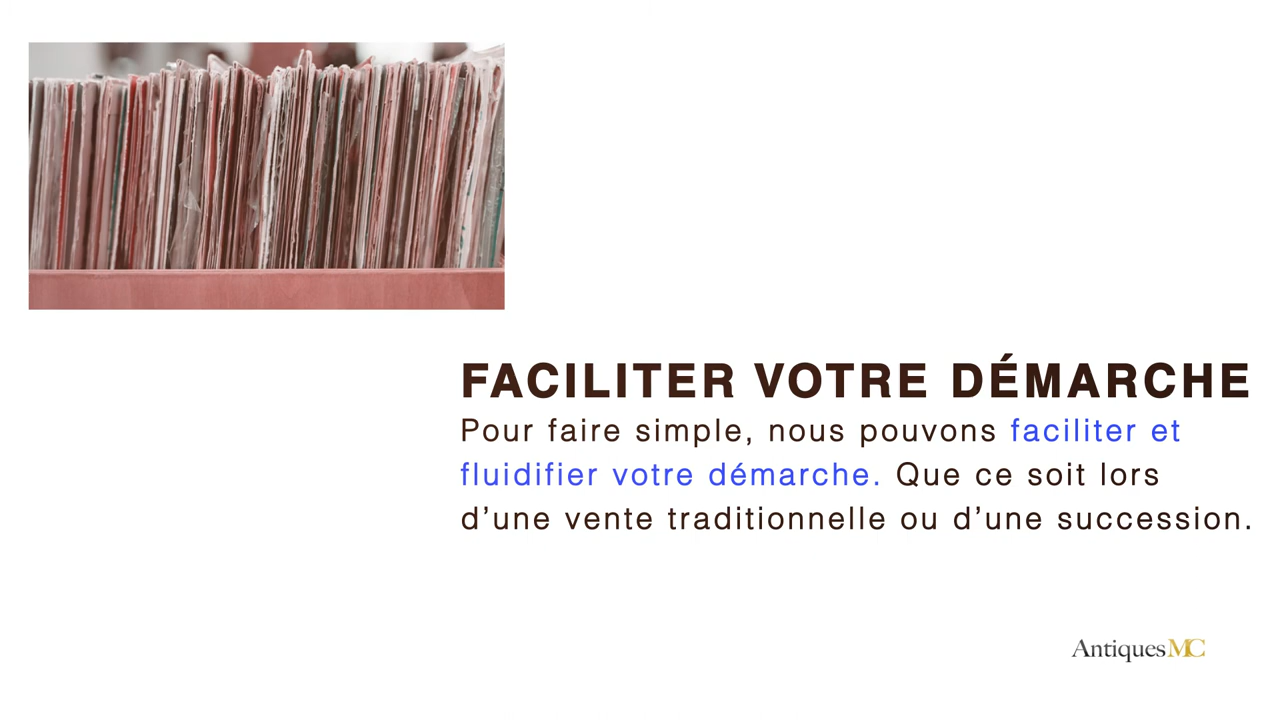 FACILITER VOTRE DÉMARCHE
Pour faire simple, nous pouvons faciliter et
fluidifier votre démarche. Que ce soit lors
d’une vente traditionnelle ou d’une succession.
AntiquesMC